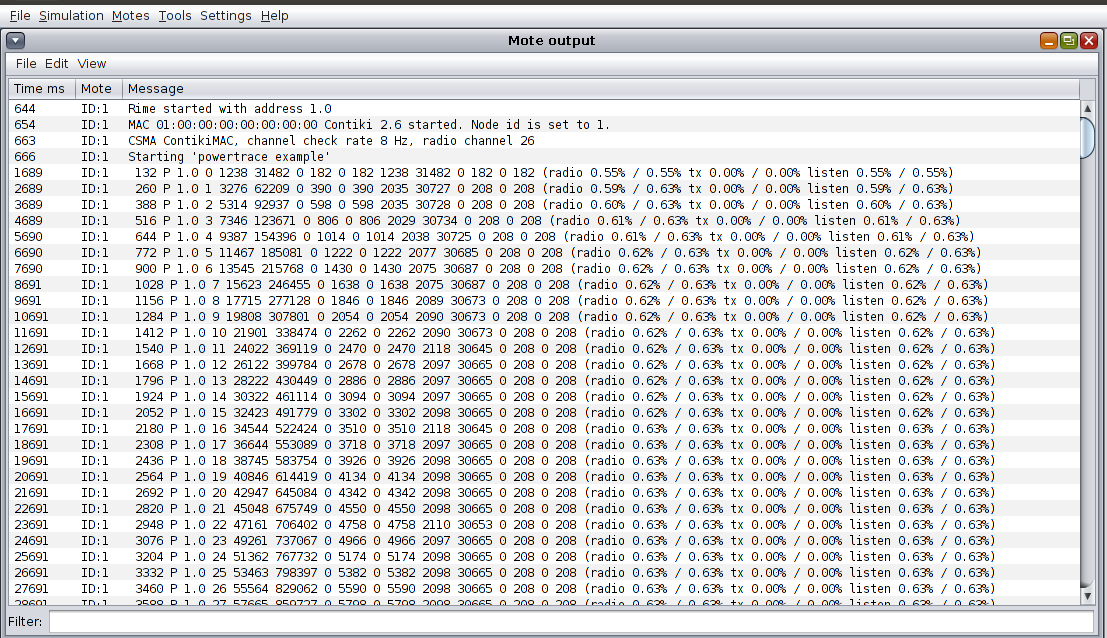 File Simulation Motes Tools Settings Help
Mote output
File Edit View
Time ms Mote Message
644 ID:1 Rime started with address 1.0
654 ID:1 MAC 01:00:00:00:00:00:00:00 Contiki 2.6 started. Node id is set to 1.
663 ID:1 CSMA ContikiMAC, channel check rate 8 Hz, radio channel 26
666 ID:1 Starting 'powertrace example'
1689 ID:1 132 P 1.0 0 1238 31482 0 182 0 182 1238 31482 0 182 0 182 (radio 0.55% / 0.55% tx 0.00% / 0.00% listen 0.55% / 0.55%)
2689 ID:1 260 P 1.0 1 3276 62209 0 390 0 390 2035 30727 0 208 0 208 (radio 0.59% / 0.63% tx 0.00% / 0.00% listen 0.59% / 0.63%)
3689 ID:1 388 P 1.0 2 5314 92937 0 598 0 598 2035 30728 0 208 0 208 (radio 0.60% / 0.63% tx 0.00% / 0.00% listen 0.60% / 0.63%)
4689 ID:1 516 P 1.0 3 7346 123671 0 806 0 806 2029 30734 0 208 0 208 (radio 0.61% / 0.63% tx 0.00% / 0.00% listen 0.61% / 0.63%)
5690 ID:1 644 P 1.0 4 9387 154396 0 1014 0 1014 2038 30725 0 208 0 208 (radio 0.61% / 0.63% tx 0.00% / 0.00% listen 0.61% / 0.63%)
6690 ID:1 772 P 1.0 5 11467 185081 0 1222 0 1222 2077 30685 0 208 0 208 (radio 0.62% / 0.63% tx 0.00% / 0.00% listen 0.62% / 0.63%)
7690 ID:1 900 P 1.0 6 13545 215768 0 1430 0 1430 2075 30687 0 208 0 208 (radio 0.62% / 0.63% tx 0.00% / 0.00% listen 0.62% / 0.63%)
8691 ID:1 1028 P 1.0 7 15623 246455 0 1638 0 1638 2075 30687 0 208 0 208 (radio 0.62% / 0.63% tx 0.00% / 0.00% listen 0.62% / 0.63%)
9691 ID:1 1156 P 1.0 8 17715 277128 0 1846 0 1846 2089 30673 0 208 0 208 (radio 0.62% / 0.63% tx 0.00% / 0.00% listen 0.62% / 0.63%)
10691 ID:1 1284 P 1.0 9 19808 307801 0 2054 0 2054 2090 30673 0 208 0 208 (radio 0.62% / 0.63% tx 0.00% / 0.00% listen 0.62% / 0.63%)
11691 ID:1 1412 P 1.0 10 21901 338474 0 2262 0 2262 2090 30673 0 208 0 208 (radio 0.62% / 0.63% tx 0.00% / 0.00% listen 0.62% / 0.63%)
12691 ID:1 1540 P 1.0 11 24022 369119 0 2470 0 2470 2118 30645 0 208 0 208 (radio 0.62% / 0.63% tx 0.00% / 0.00% listen 0.62% / 0.63%)
13691 ID:1 1668 P 1.0 12 26122 399784 0 2678 0 2678 2097 30665 0 208 0 208 (radio 0.62% / 0.63% tx 0.00% / 0.00% listen 0.62% / 0.63%)
14691 ID:1 1796 P 1.0 13 28222 430449 0 2886 0 2886 2097 30665 0 208 0 208 (radio 0.62% / 0.63% tx 0.00% / 0.00% listen 0.62% / 0.63%)
15691 ID:1 1924 P 1.0 14 30322 461114 0 3094 0 3094 2097 30665 0 208 0 208 (radio 0.62% / 0.63% tx 0.00% / 0.00% listen 0.62% / 0.63%)
16691 ID:1 2052 P 1.0 15 32423 491779 0 3302 0 3302 2098 30665 0 208 0 208 (radio 0.62% / 0.63% tx 0.00% / 0.00% listen 0.62% / 0.63%)
17691 ID:1 2180 P 1.0 16 34544 522424 0 3510 0 3510 2118 30645 0 208 0 208 (radio 0.63% / 0.63% tx 0.00% / 0.00% listen 0.63% / 0.63%)
18691 ID:1 2308 P 1.0 17 36644 553089 0 3718 0 3718 2097 30665 0 208 0 208 (radio 0.63% / 0.63% tx 0.00% / 0.00% listen 0.63% / 0.63%)
19691 ID:1 2436 P 1.0 18 38745 583754 0 3926 0 3926 2098 30665 0 208 0 208 (radio 0.63% / 0.63% tx 0.00% / 0.00% listen 0.63% / 0.63%)
20691 ID:1 2564 P 1.0 19 40846 614419 0 4134 0 4134 2098 30665 0 208 0 208 (radio 0.63% / 0.63% tx 0.00% / 0.00% listen 0.63% / 0.63%)
21691 ID:1 2692 P 1.0 20 42947 645084 0 4342 0 4342 2098 30665 0 208 0 208 (radio 0.63% / 0.63% tx 0.00% / 0.00% listen 0.63% / 0.63%)
22691 ID:1 2820 P 1.0 21 45048 675749 0 4550 0 4550 2098 30665 0 208 0 208 (radio 0.63% / 0.63% tx 0.00% / 0.00% listen 0.63% / 0.63%)
23691 ID:1 2948 P 1.0 22 47161 706402 0 4758 0 4758 2110 30653 0 208 0 208 (radio 0.63% / 0.63% tx 0.00% / 0.00% listen 0.63% / 0.63%)
24691 ID:1 3076 P 1.0 23 49261 737067 0 4966 0 4966 2097 30665 0 208 0 208 (radio 0.63% / 0.63% tx 0.00% / 0.00% listen 0.63% / 0.63%)
25691 ID:1 3204 P 1.0 24 51362 767732 0 5174 0 5174 2098 30665 0 208 0 208 (radio 0.63% / 0.63% tx 0.00% / 0.00% listen 0.63% / 0.63%)
26691 ID:1 3332 P 1.0 25 53463 798397 0 5382 0 5382 2098 30665 0 208 0 208 (radio 0.63% / 0.63% tx 0.00% / 0.00% listen 0.63% / 0.63%)
27691 ID:1 3460 P 1.0 26 55564 829062 0 5590 0 5590 2098 30665 0 208 0 208 (radio 0.63% / 0.63% tx 0.00% / 0.00% listen 0.63% / 0.63%)
28691 ID:1 3588 P 1.0 27 57665 859727 0 5798 0 5798 2098 30665 0 208 0 208 (radio 0.63% / 0.63% tx 0.00% / 0.00% listen 0.63% / 0.63%)
Filter: